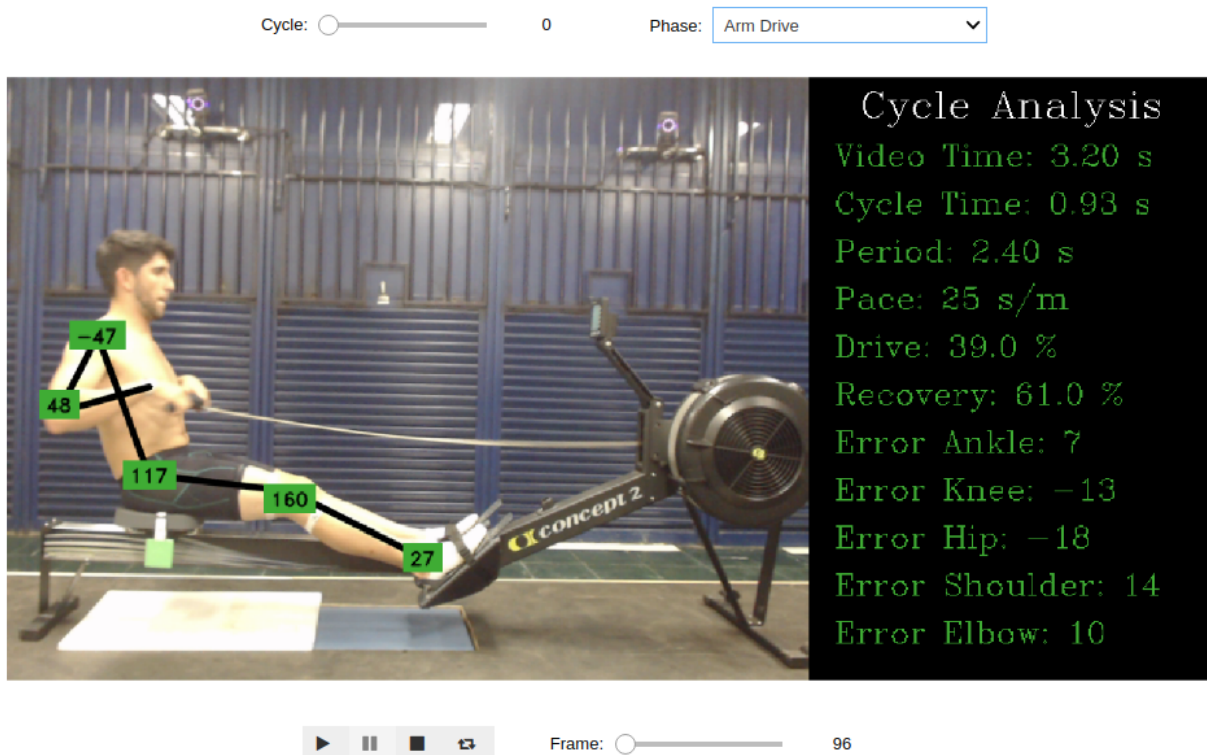 Cycle: 0 Phase: Arm Drive
Cycle Analysis
Video Time: 3.20 s
Cycle Time: 0.93 s
Period: 2.40 s
Pace: 25 s/m
Drive: 39.0 %
Recovery: 61.0 %
Error Ankle: 7
Error Knee: -13
Error Hip: -18
Error Shoulder: 14
Error Elbow: 10
-47
48
117
160
27
concept 2
Frame: 96